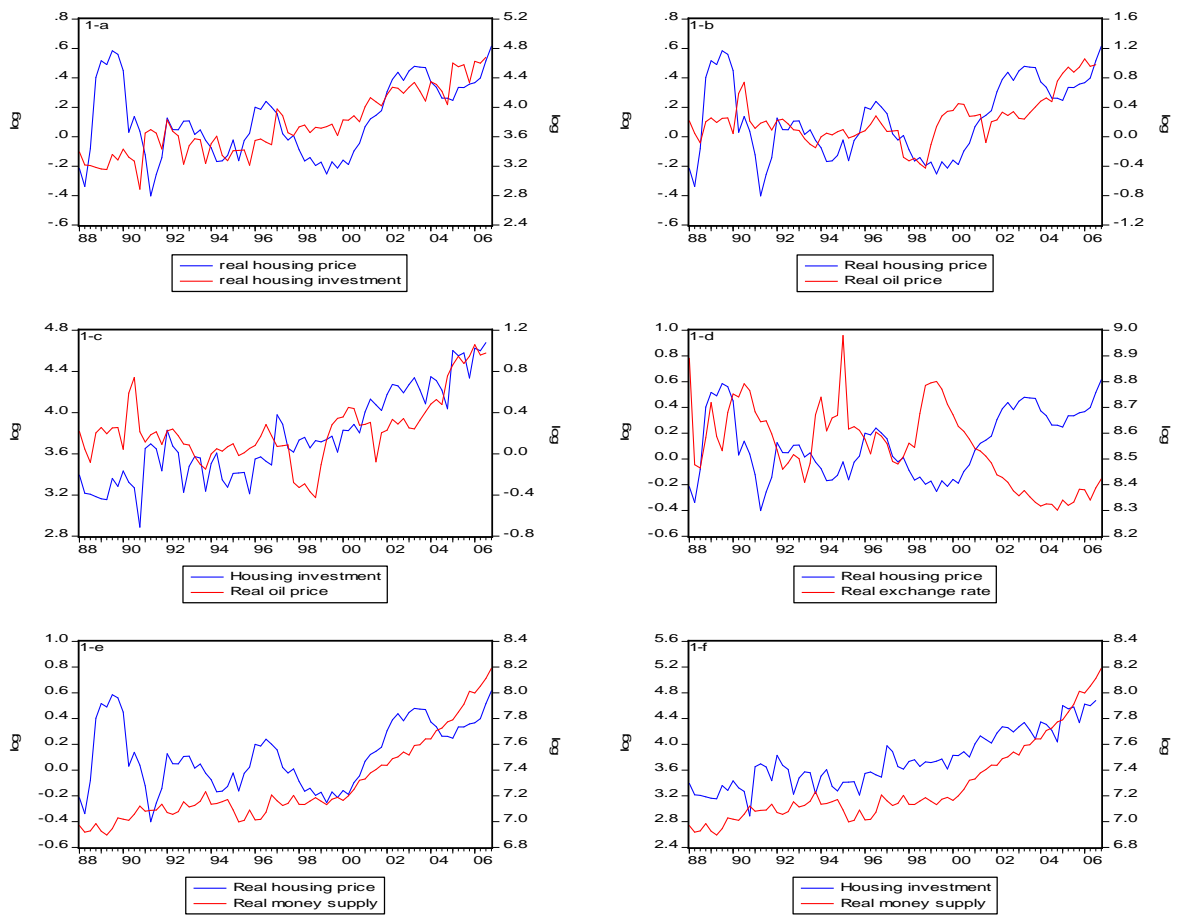 1-a
.8
.6
.4
.2
.0
-.2
-.4
-.6
log
5.2
4.8
4.4
4.0
3.6
3.2
2.8
2.4
log
88 90 92 94 96 98 00 02 04 06
real housing price
real housing investment
1-b
.8
.6
.4
.2
.0
-.2
-.4
-.6
log
1.6
1.2
0.8
0.4
0.0
-0.4
-0.8
-1.2
log
88 90 92 94 96 98 00 02 04 06
Real housing price
Real oil price
1-c
4.8
4.4
4.0
3.6
3.2
2.8
log
1.2
0.8
0.4
0.0
-0.4
-0.8
log
88 90 92 94 96 98 00 02 04 06
Housing investment
Real oil price
1-d
1.0
0.8
0.6
0.4
0.2
0.0
-0.2
-0.4
-0.6
log
9.0
8.9
8.8
8.7
8.6
8.5
8.4
8.3
8.2
log
88 90 92 94 96 98 00 02 04 06
Real housing price
Real exchange rate
1-e
1.0
0.8
0.6
0.4
0.2
0.0
-0.2
-0.4
-0.6
log
8.4
8.2
8.0
7.8
7.6
7.4
7.2
7.0
6.8
log
88 90 92 94 96 98 00 02 04 06
Real housing price
Real money supply
1-f
5.6
5.2
4.8
4.4
4.0
3.6
3.2
2.8
2.4
log
8.4
8.2
8.0
7.8
7.6
7.4
7.2
7.0
6.8
log
88 90 92 94 96 98 00 02 04 06
Housing investment
Real money supply